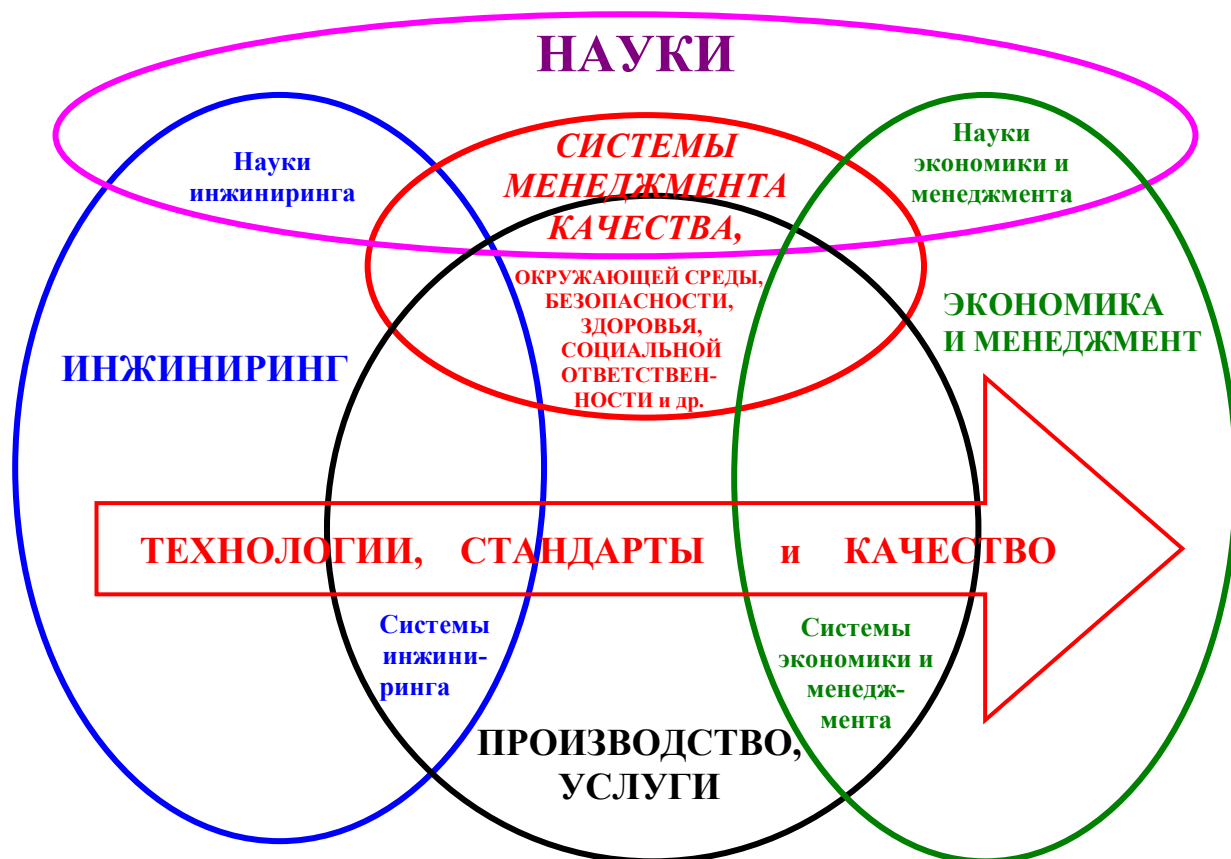 НАУКИ
Науки
инжиниринга
СИСТЕМЫ
МЕНЕДЖМЕНТА
КАЧЕСТВА,
ОКРУЖАЮЩЕЙ СРЕДЫ,
БЕЗОПАСНОСТИ,
ЗДОРОВЬЯ,
СОЦИАЛЬНОЙ
ОТВЕТСТВЕН-
НОСТИ и др.
Науки
экономики и
менеджмента
ИНЖИНИРИНГ
ЭКОНОМИКА
И МЕНЕДЖМЕНТ
ТЕХНОЛОГИИ, СТАНДАРТЫ и КАЧЕСТВО
Системы
инжини-
ринга
Системы
экономики и
менедж-
мента
ПРОИЗВОДСТВО,
УСЛУГИ